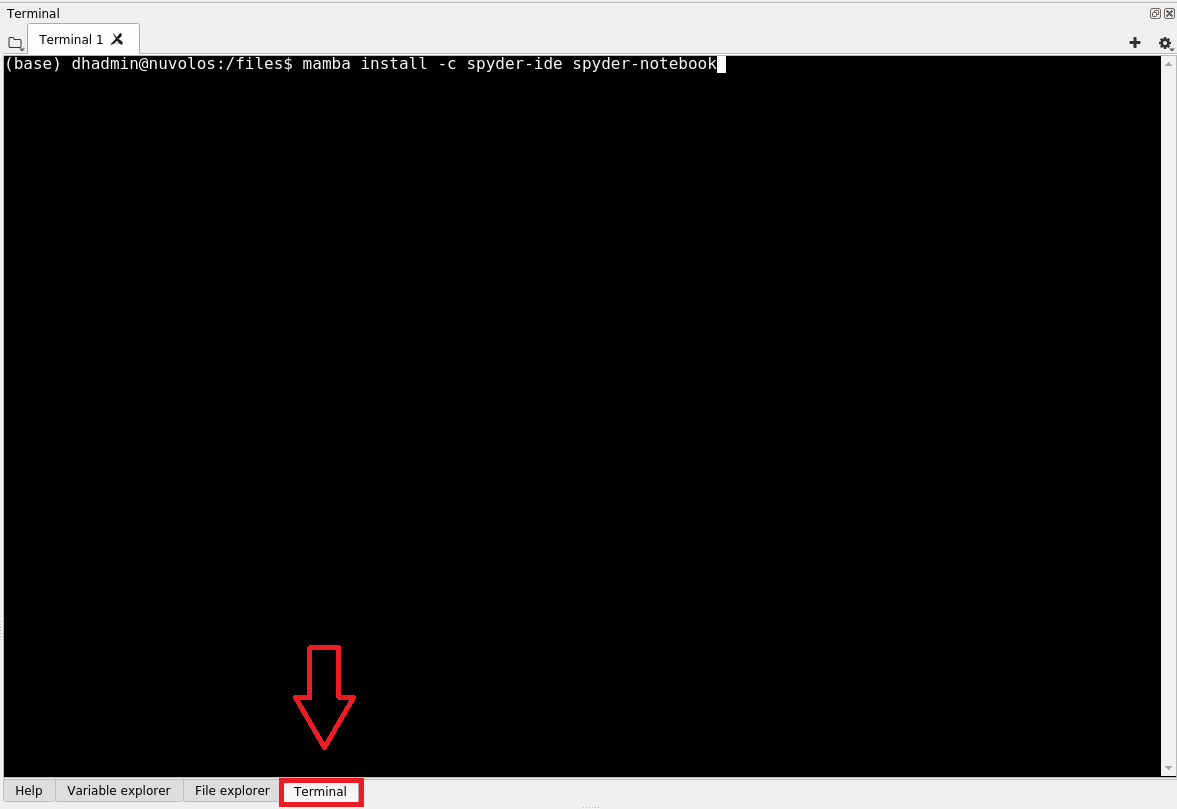 Terminal
Terminal 1
(base) dhadmin@nuvolos:/files$ mamba install -c spyder-ide spyder-notebook
Help Variable explorer File explorer Terminal